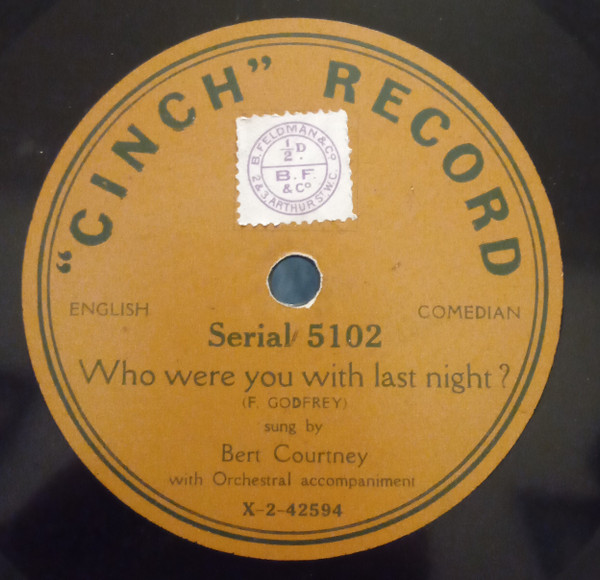 "CINCH" RECORD
B. FELDMAN & Co
2 & 3, ARTHUR ST W.C.
½D.
B. F.
& Co
ENGLISH COMEDIAN
Serial 5102
Who were you with last night?
(F. GODFREY)
sung by
Bert Courtney
with Orchestral accompaniment
X-2-42594